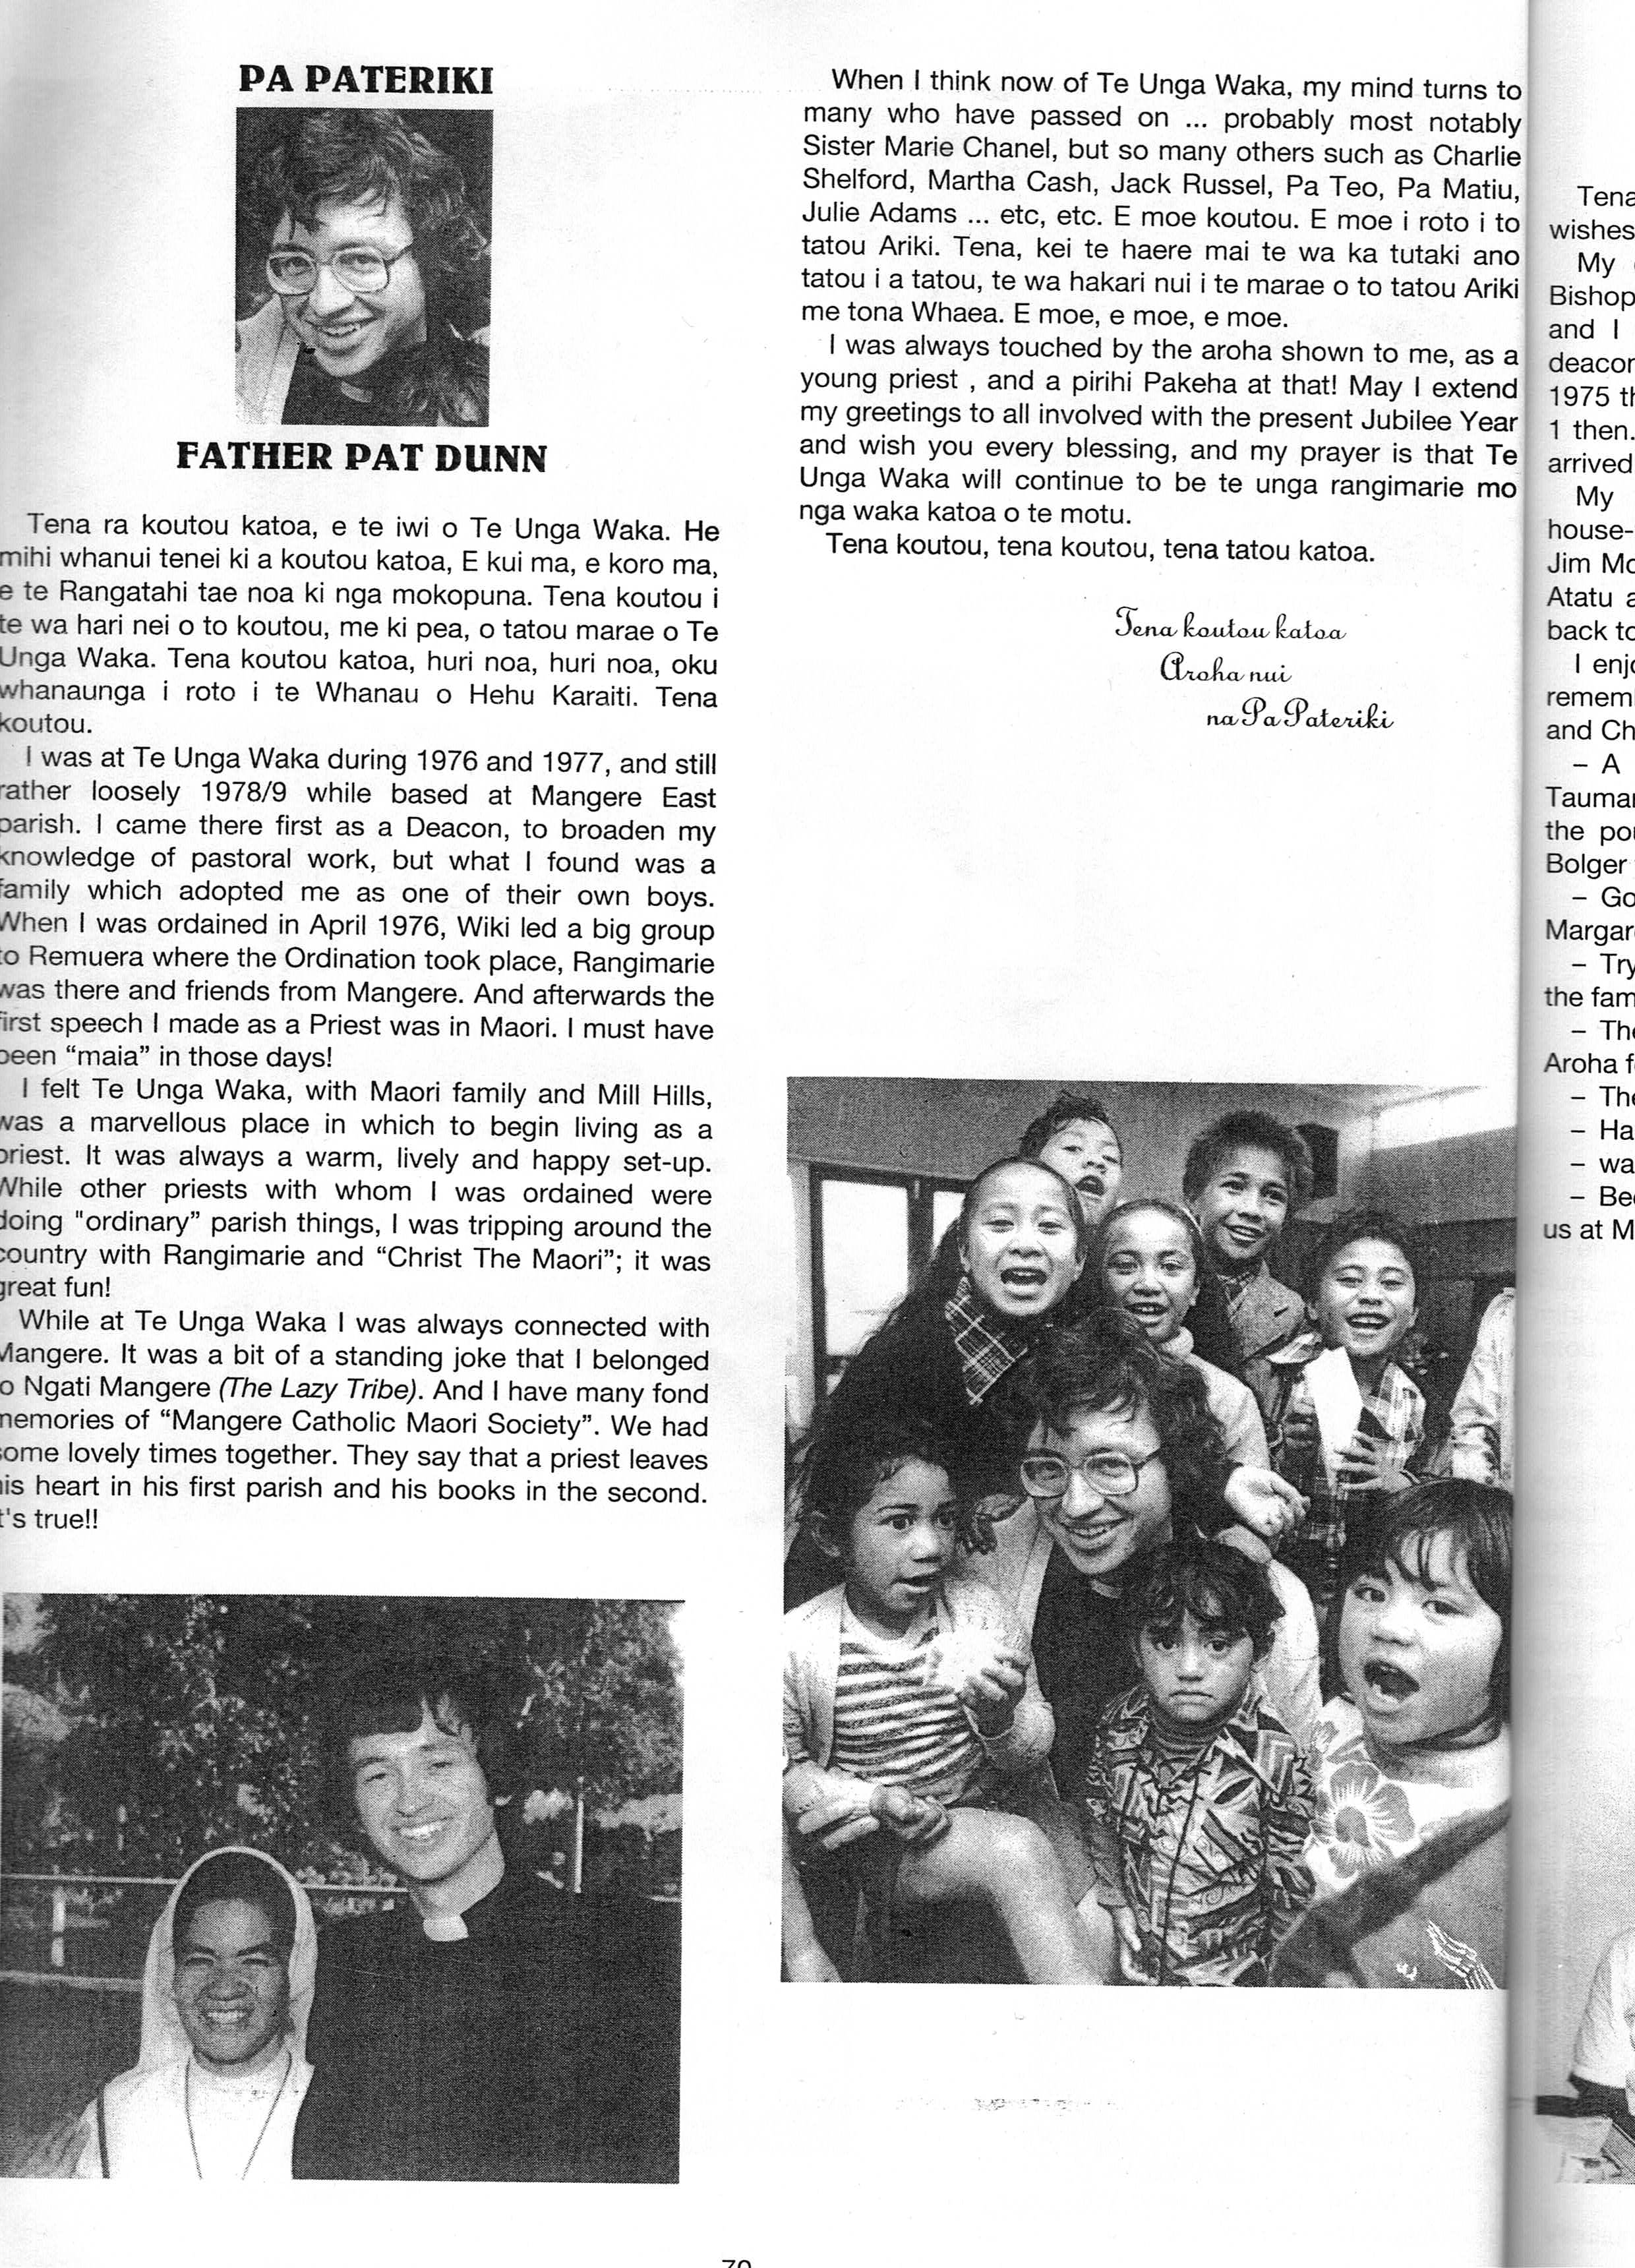 PA PATERIKI
FATHER PAT DUNN
Tena ra koutou katoa, e te iwi o Te Unga Waka. He
mihi whanui tenei ki a koutou katoa, E kui ma, e koro ma,
e te Rangatahi tae noa ki nga mokopuna. Tena koutou i
te wa hari nei o to koutou, me ki pea, o tatou marae o Te
Unga Waka. Tena koutou katoa, huri noa, huri noa, oku
whanaunga i roto i te Whanau o Hehu Karaiti. Tena
koutou.
I was at Te Unga Waka during 1976 and 1977, and still
rather loosely 1978/9 while based at Mangere East
parish. I came there first as a Deacon, to broaden my
knowledge of pastoral work, but what I found was a
family which adopted me as one of their own boys.
When I was ordained in April 1976, Wiki led a big group
to Remuera where the Ordination took place, Rangimarie
was there and friends from Mangere. And afterwards the
first speech I made as a Priest was in Maori. I must have
been “maia” in those days!
I felt Te Unga Waka, with Maori family and Mill Hills,
was a marvellous place in which to begin living as a
priest. It was always a warm, lively and happy set-up.
While other priests with whom I was ordained were
doing "ordinary” parish things, I was tripping around the
country with Rangimarie and “Christ The Maori”; it was
great fun!
While at Te Unga Waka I was always connected with
Mangere. It was a bit of a standing joke that I belonged
to Ngati Mangere (The Lazy Tribe). And I have many fond
memories of “Mangere Catholic Maori Society”. We had
some lovely times together. They say that a priest leaves
his heart in his first parish and his books in the second.
It's true!!
When I think now of Te Unga Waka, my mind turns to
many who have passed on ... probably most notably
Sister Marie Chanel, but so many others such as Charlie
Shelford, Martha Cash, Jack Russel, Pa Teo, Pa Matiu,
Julie Adams ... etc, etc. E moe koutou. E moe i roto i to
tatou Ariki. Tena, kei te haere mai te wa ka tutaki ano
tatou i a tatou, te wa hakari nui i te marae o to tatou Ariki
me tona Whaea. E moe, e moe, e moe.
I was always touched by the aroha shown to me, as a
young priest , and a pirihi Pakeha at that! May I extend
my greetings to all involved with the present Jubilee Year
and wish you every blessing, and my prayer is that Te
Unga Waka will continue to be te unga rangimarie mo
nga waka katoa o te motu.
Tena koutou, tena koutou, tena tatou katoa.
Tena koutou katoa
Aroha nui
na Pa Pateriki
Tena
wishes
My
Bishop
and I
deacon
1975 th
1 then.
arrived
My
house-
Jim Mc
Atatu a
back to
I enjo
rememb
and Ch
– A
Taumar
the pou
Bolger
– Go
Margar
– Try
the fam
– The
Aroha f
– The
– Ha
– wa
– Bec
us at M